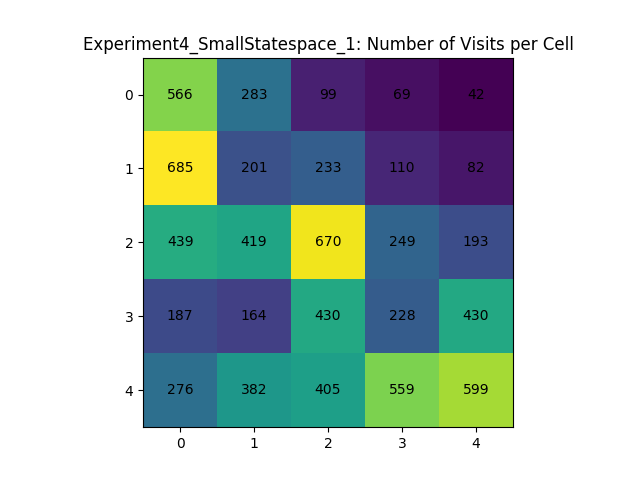 Experiment4_SmallStatespace_1: Number of Visits per Cell
0 566 283 99 69 42
1 685 201 233 110 82
2 439 419 670 249 193
3 187 164 430 228 430
4 276 382 405 559 599
0 1 2 3 4